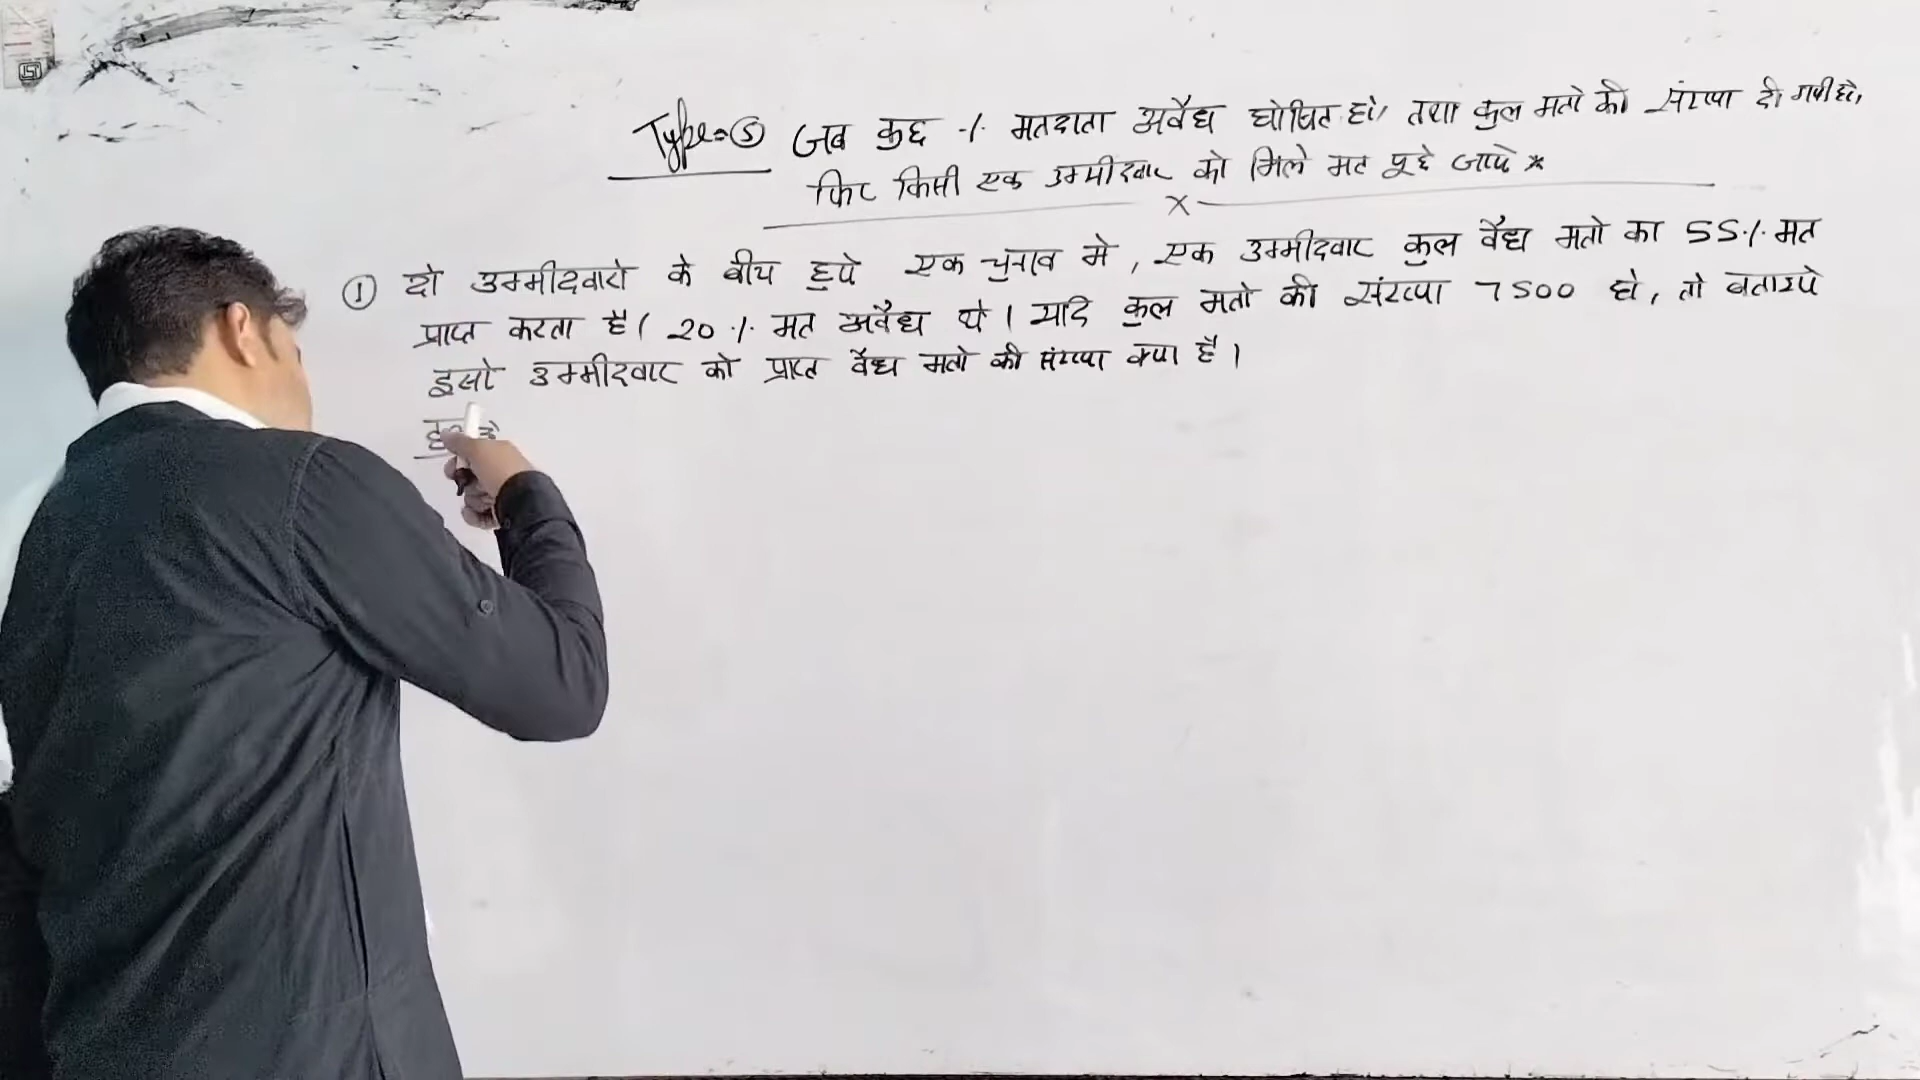 Type=⑤ जब कुछ % मतदाता अवैध घोषित हो, तथा कुल मतो की संख्या दी गयी हो,
फिर किसी एक उम्मीदवार को मिले मत पूछे जाये *
x
① दो उम्मीदवारो के बीच हुये एक चुनाव मे, एक उम्मीदवार कुल वैध मतो का 55% मत
प्राप्त करता है। 20% मत अवैध थे। यदि कुल मतो की संख्या 7500 हो, तो बताइये
दूसरे उम्मीदवार को प्राप्त वैध मतो की संख्या क्या है।